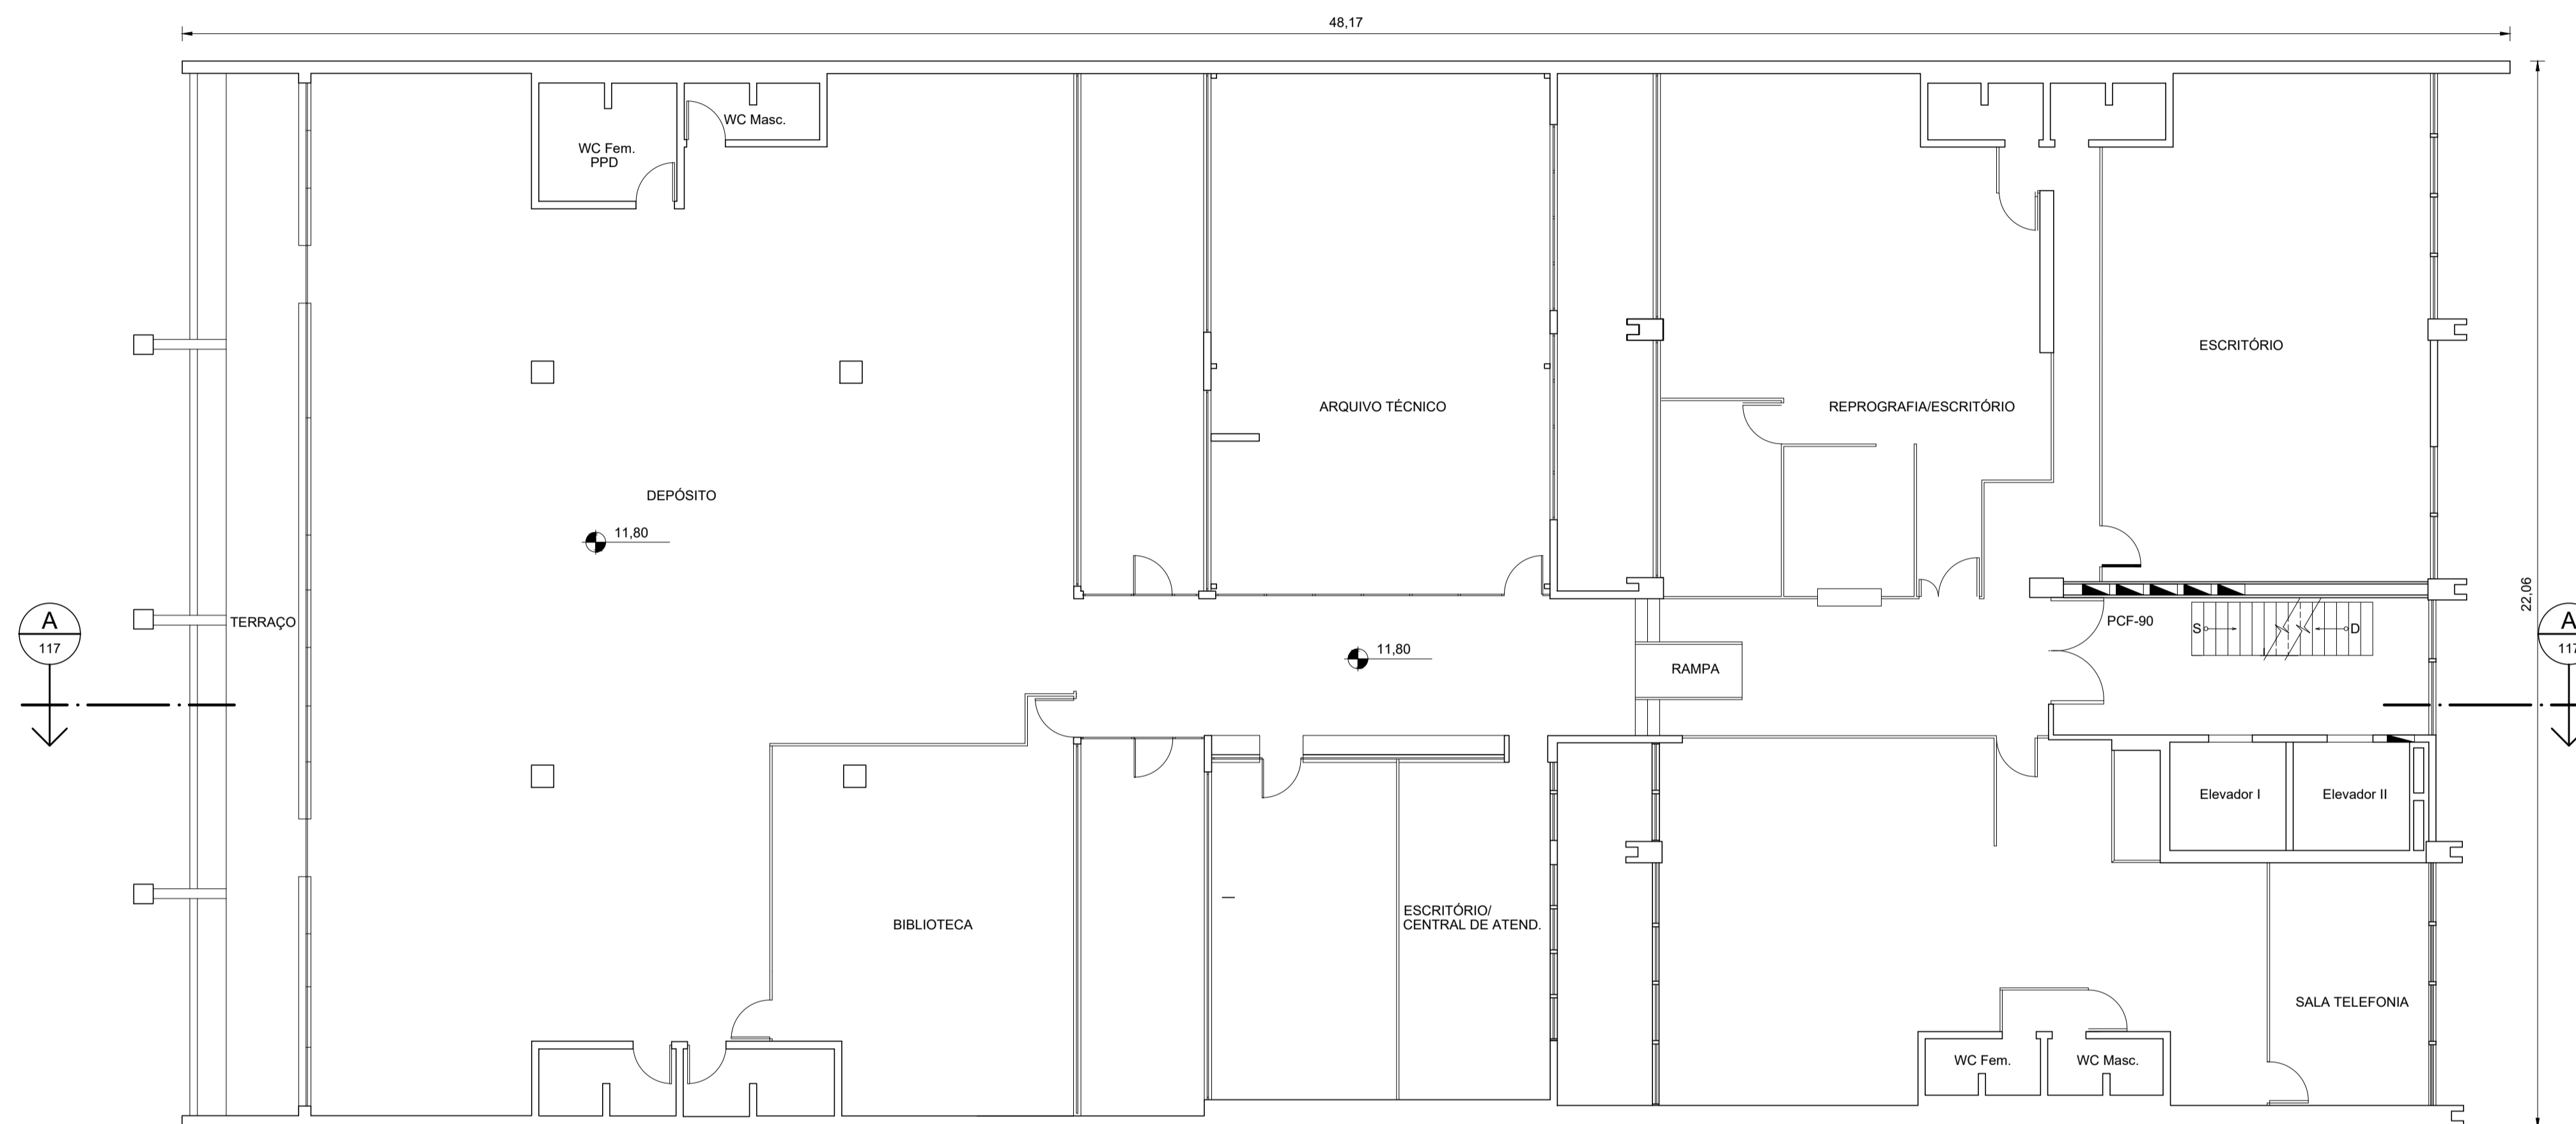 48,17
WC Masc.
WC Fem.
PPD
ESCRITÓRIO
ARQUIVO TÉCNICO
REPROGRAFIA/ESCRITÓRIO
DEPÓSITO
11,80
22,06
A
117
TERRAÇO
PCF-90
S
D
A
117
11,80
RAMPA
Elevador I
Elevador II
BIBLIOTECA
ESCRITÓRIO/
CENTRAL DE ATEND.
SALA TELEFONIA
WC Fem.
WC Masc.